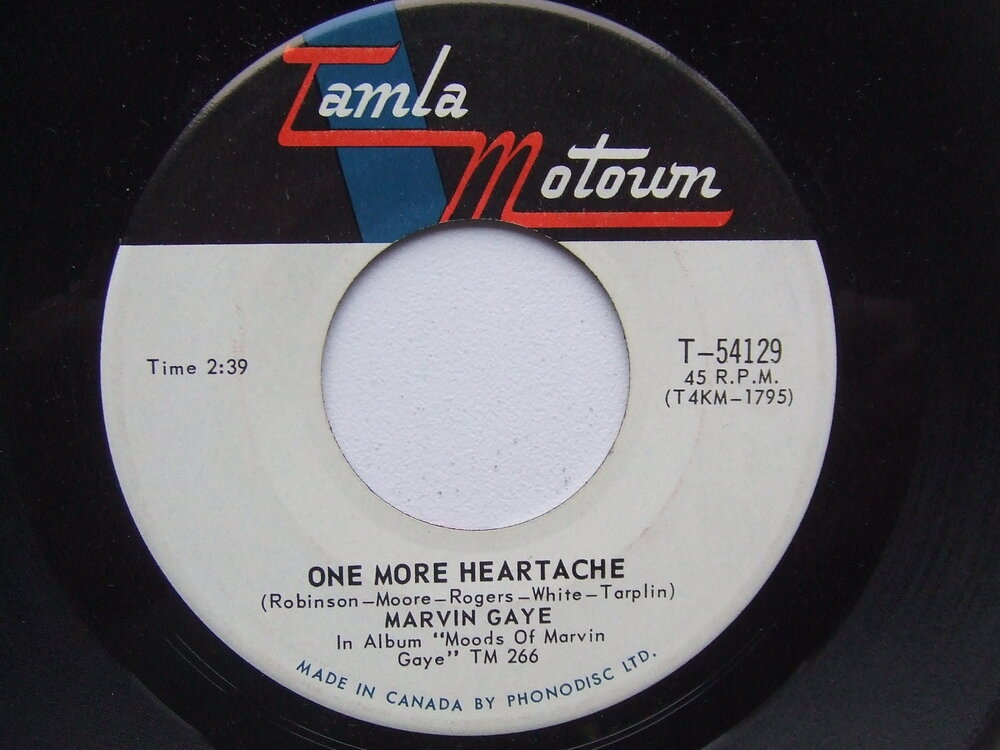 Tamla
Motown
Time 2:39
T-54129
45 R.P.M.
(T4KM-1795)
ONE MORE HEARTACHE
(Robinson-Moore-Rogers-White-Tarplin)
MARVIN GAYE
In Album "Moods Of Marvin
Gaye" TM 266
MADE IN CANADA BY PHONODISC LTD.